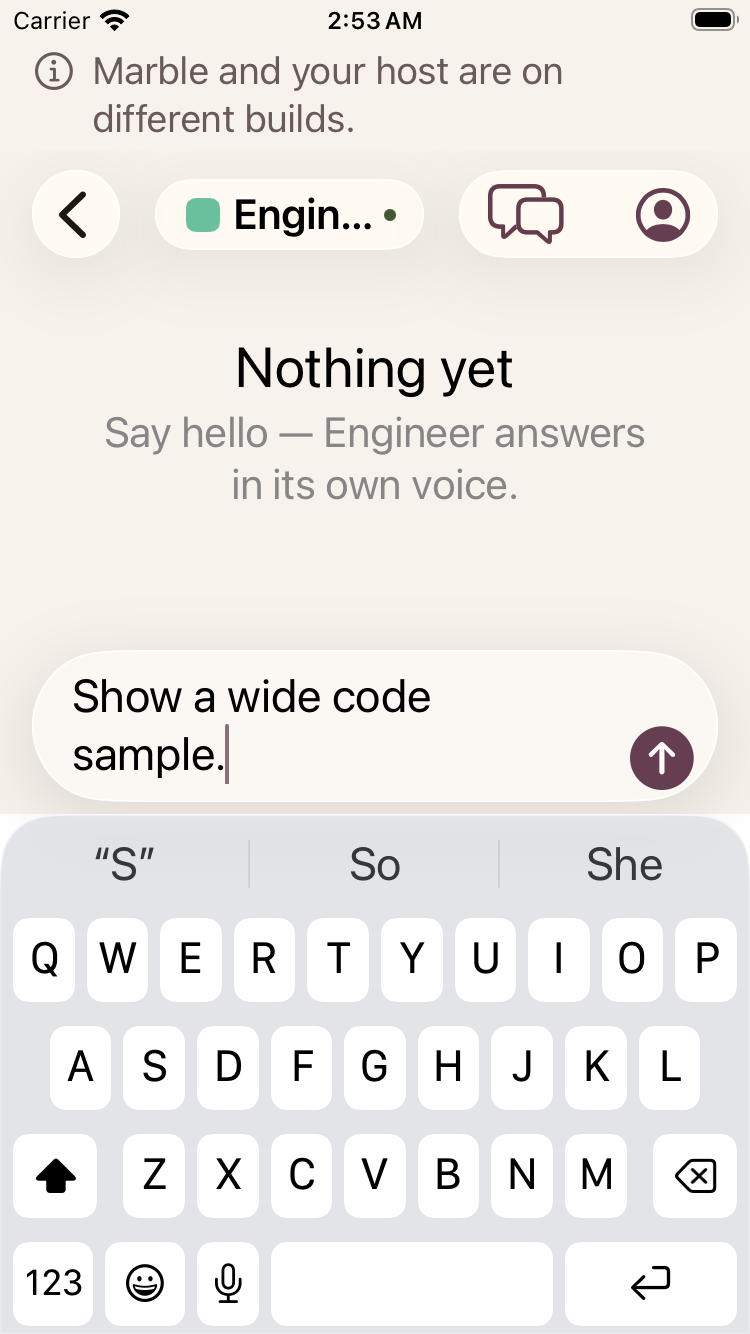 Carrier
2:53 AM
Marble and your host are on
different builds.
Engin...
Nothing yet
Say hello — Engineer answers
in its own voice.
Show a wide code
sample.
“S” So She
Q W E R T Y U I O P
A S D F G H J K L
Z X C V B N M
123